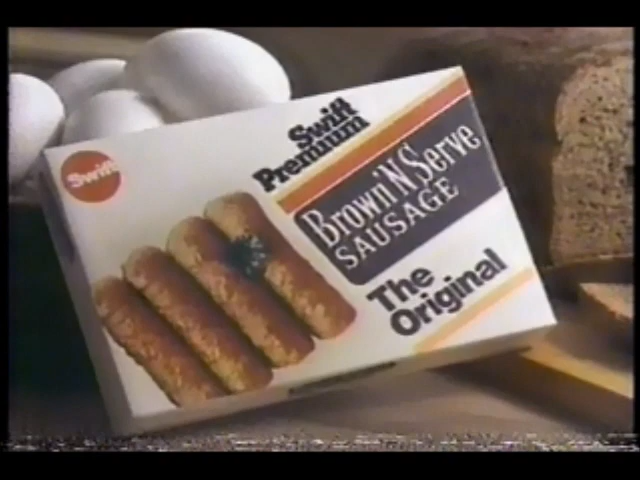 Swift
Swift
Premium
Brown 'N Serve
SAUSAGE
The
Original